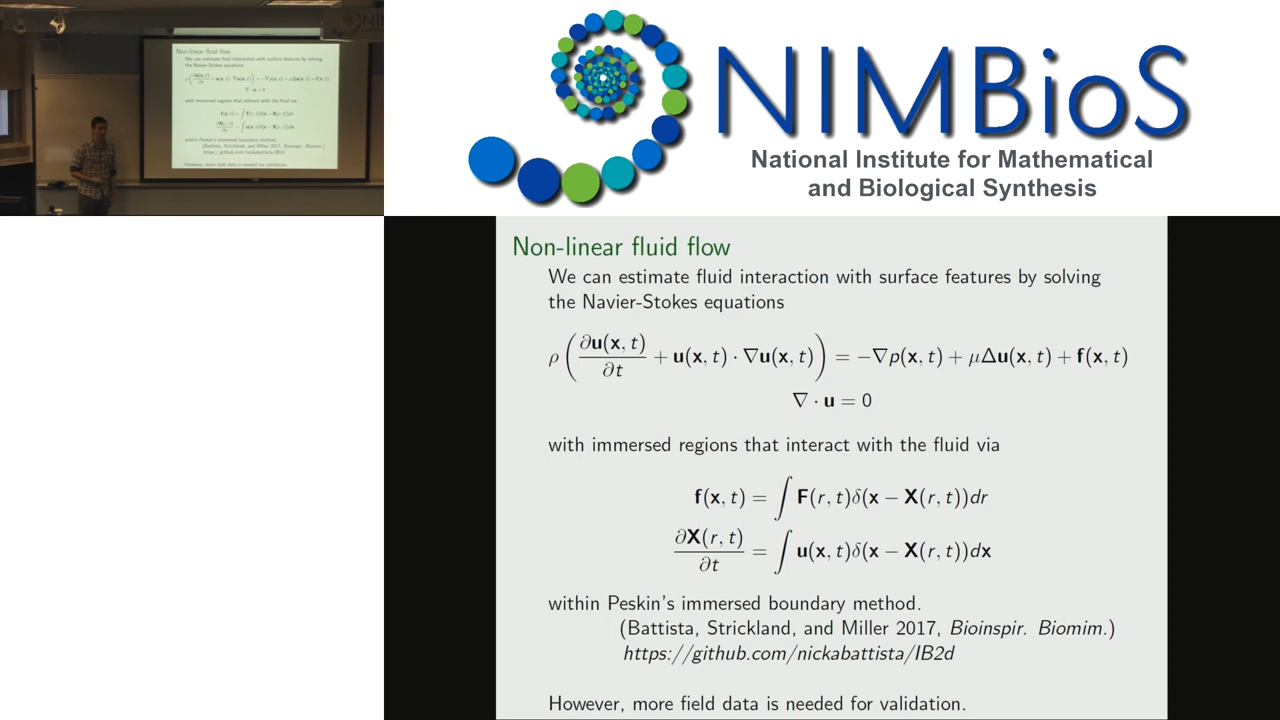 NIMBioS
National Institute for Mathematical
and Biological Synthesis
Non-linear fluid flow
We can estimate fluid interaction with surface features by solving
the Navier-Stokes equations
ρ ( ∂u(x, t)/∂t + u(x, t) · ∇u(x, t) ) = −∇p(x, t) + μΔu(x, t) + f(x, t)
∇ · u = 0
with immersed regions that interact with the fluid via
f(x, t) = ∫ F(r, t)δ(x − X(r, t))dr
∂X(r, t)/∂t = ∫ u(x, t)δ(x − X(r, t))dx
within Peskin's immersed boundary method.
(Battista, Strickland, and Miller 2017, Bioinspir. Biomim.)
https://github.com/nickabattista/IB2d
However, more field data is needed for validation.